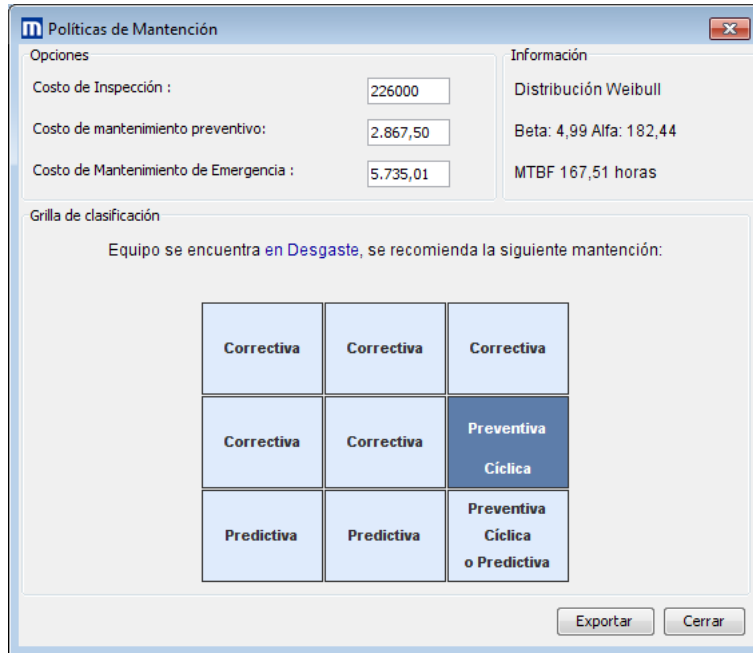 m Políticas de Mantención
Opciones
Costo de Inspección :
226000
Costo de mantenimiento preventivo:
2.867,50
Costo de Mantenimiento de Emergencia :
5.735,01
Información
Distribución Weibull
Beta: 4,99 Alfa: 182,44
MTBF 167,51 horas
Grilla de clasificación
Equipo se encuentra en Desgaste, se recomienda la siguiente mantención:
Correctiva
Correctiva
Correctiva
Correctiva
Correctiva
Preventiva
Cíclica
Predictiva
Predictiva
Preventiva
Cíclica
o Predictiva
Exportar
Cerrar